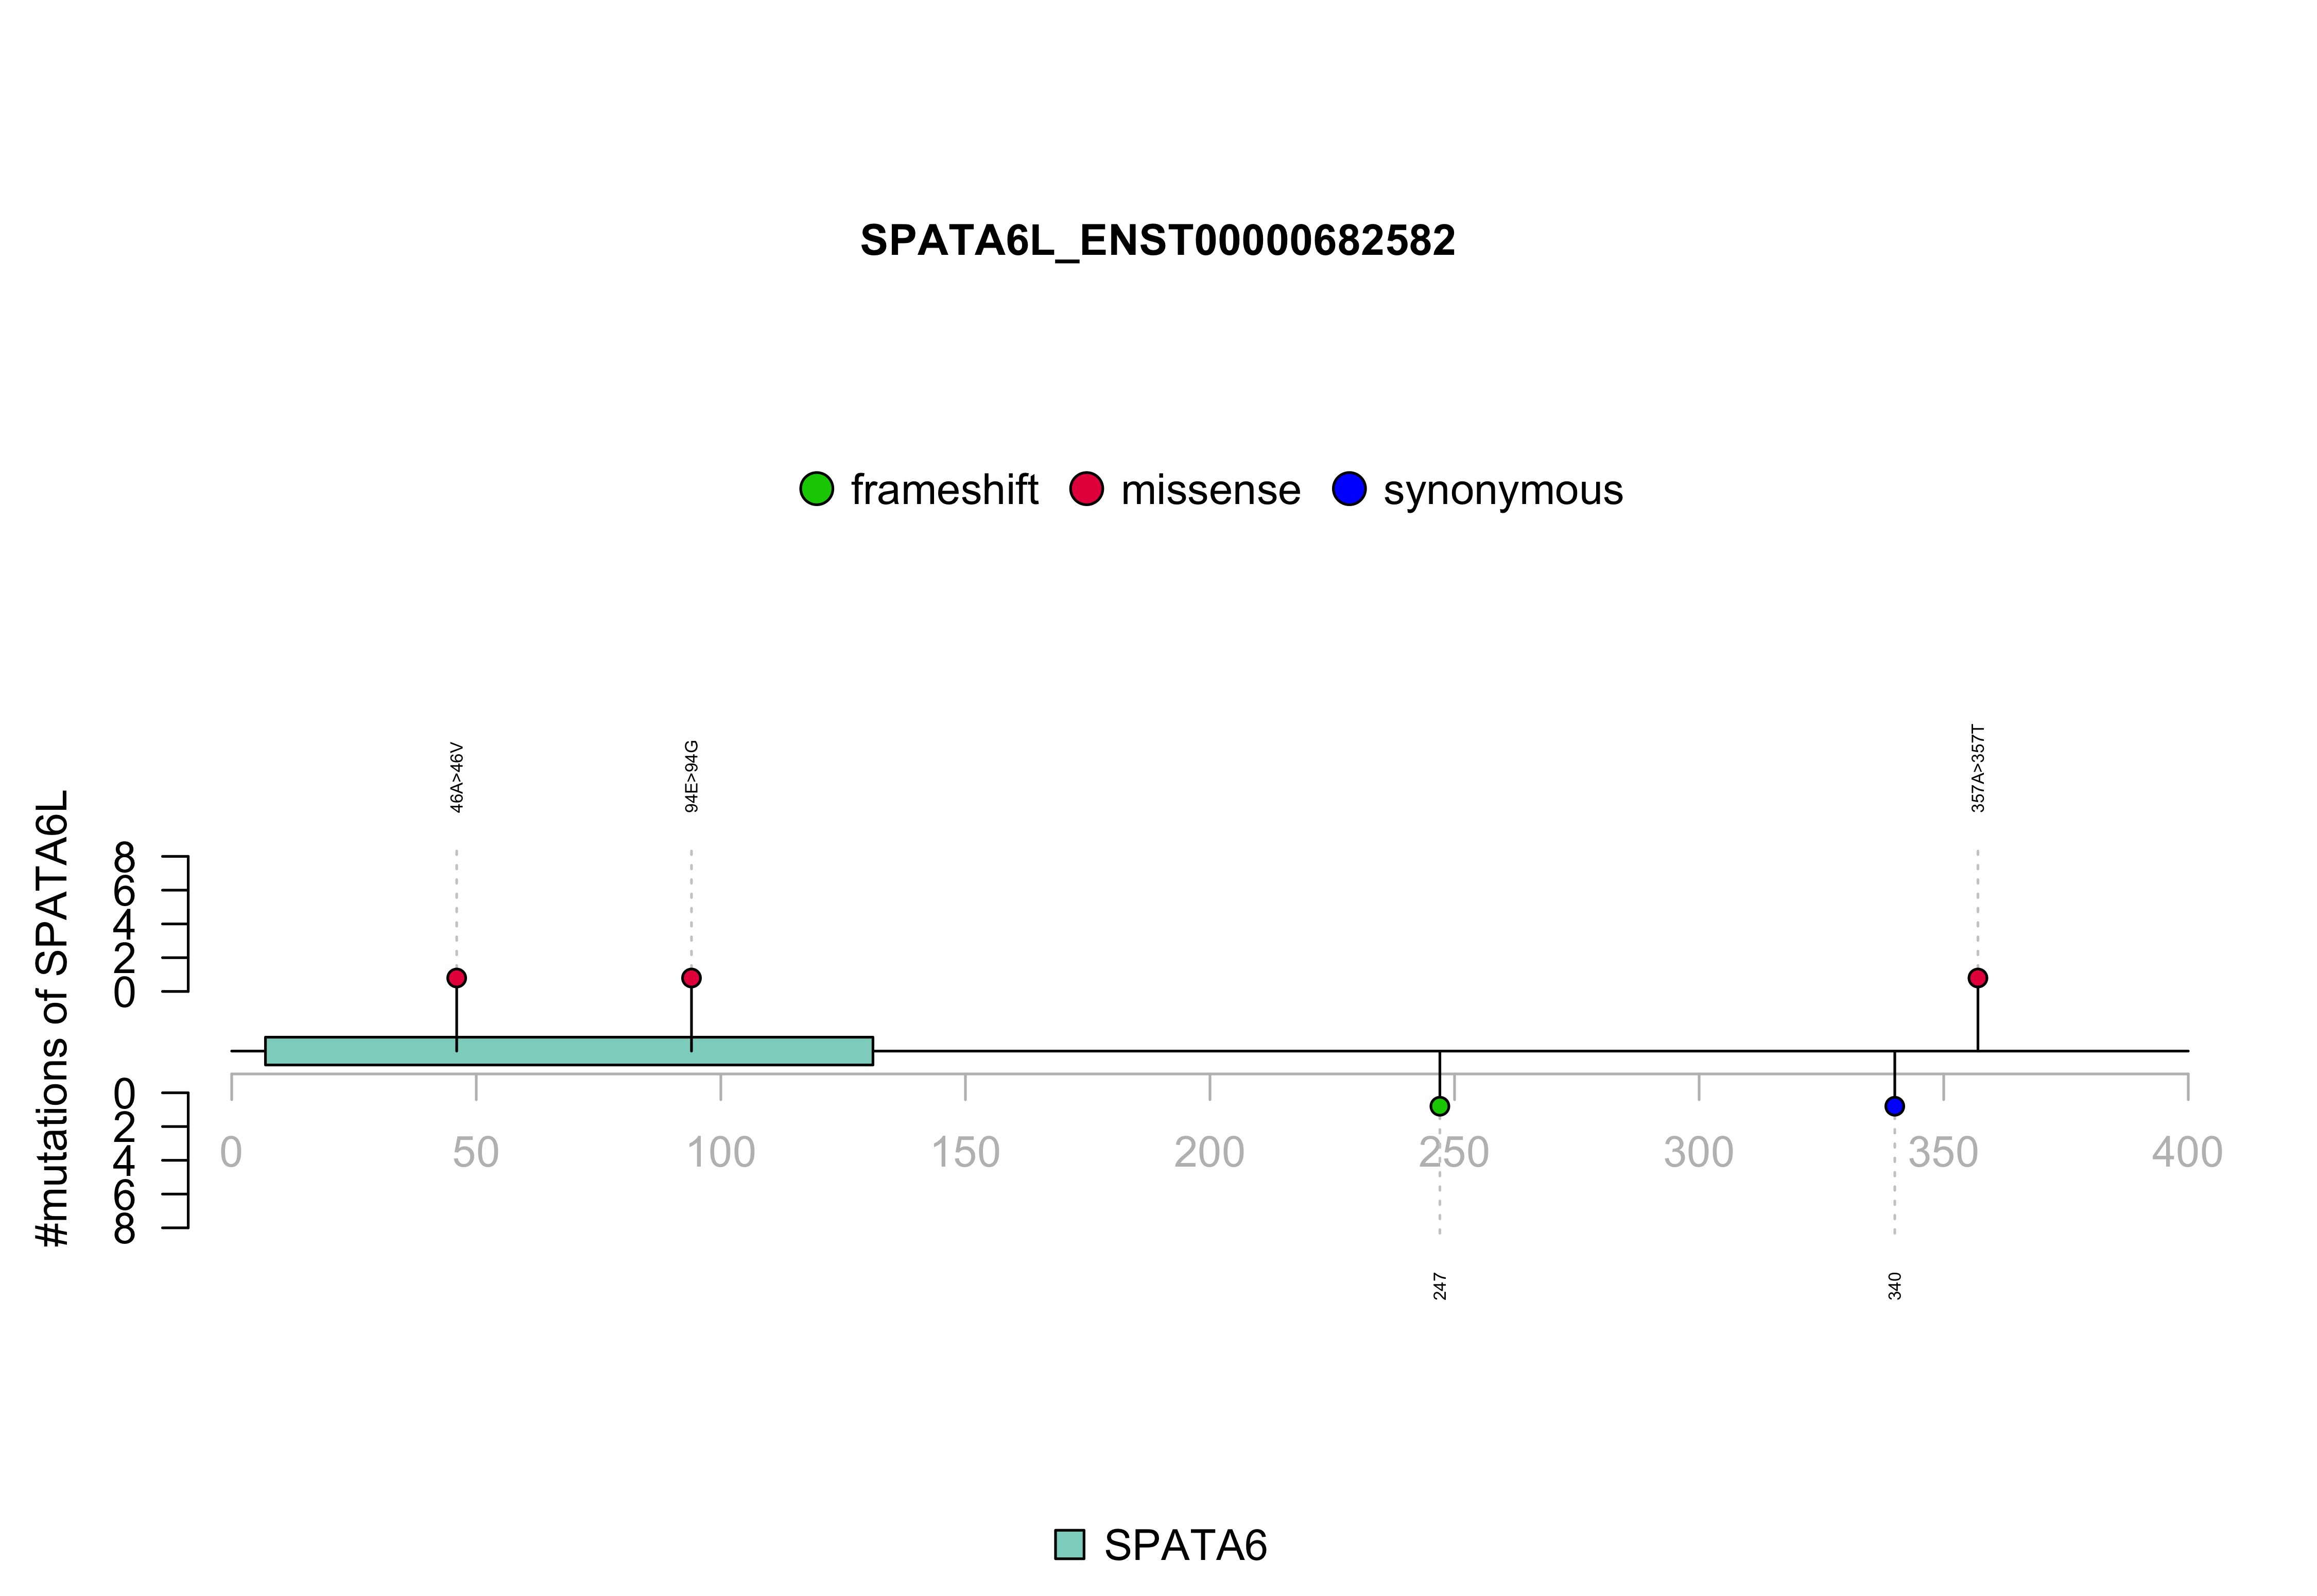 SPATA6L_ENST00000682582
frameshift missense synonymous
46A>46V
94E>94G
357A>357T
#mutations of SPATA6L
8
6
4
2
0
0
2
4
6
8
0 50 100 150 200 250 300 350 400
247
340
SPATA6